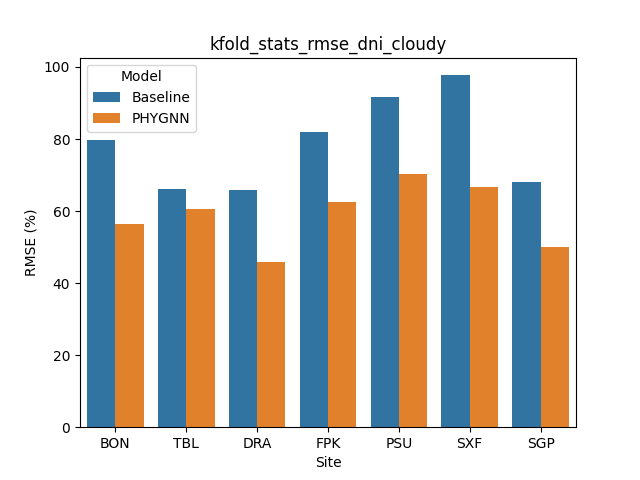 kfold_stats_rmse_dni_cloudy
Model
Baseline
PHYGNN
RMSE (%)
100
80
60
40
20
0
BON TBL DRA FPK PSU SXF SGP
Site